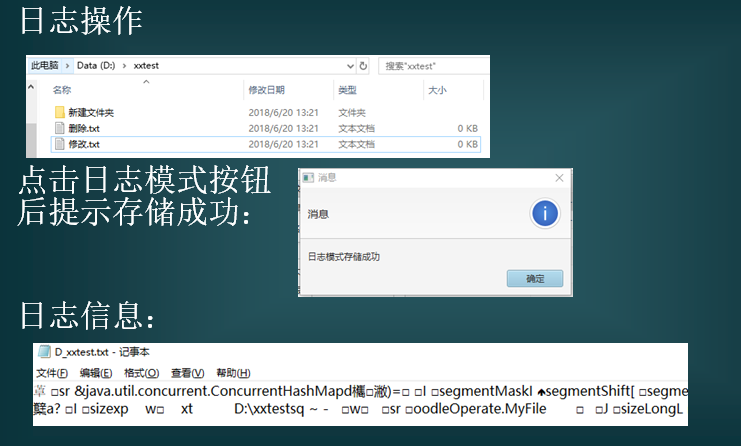 日志操作
此电脑 > Data (D:) > xxtest 搜索"xxtest"
名称 修改日期 类型 大小
新建文件夹 2018/6/20 13:21 文件夹
删除.txt 2018/6/20 13:21 文本文档 0 KB
修改.txt 2018/6/20 13:21 文本文档 0 KB
点击日志模式按钮
后提示存储成功：
消息
消息
日志模式存储成功
确定
日志信息：
D_xxtest.txt - 记事本
文件(F) 编辑(E) 格式(O) 查看(V) 帮助(H)
□sr &java.util.concurrent.ConcurrentHashMapd □ )=□ □I □segmentMaskI ♠segmentShift[ □segme
a? □I □sizexp w□ xt D:\xxtestsq ~ - □w□ □sr □oodleOperate.MyFile □ □J □sizeLongL